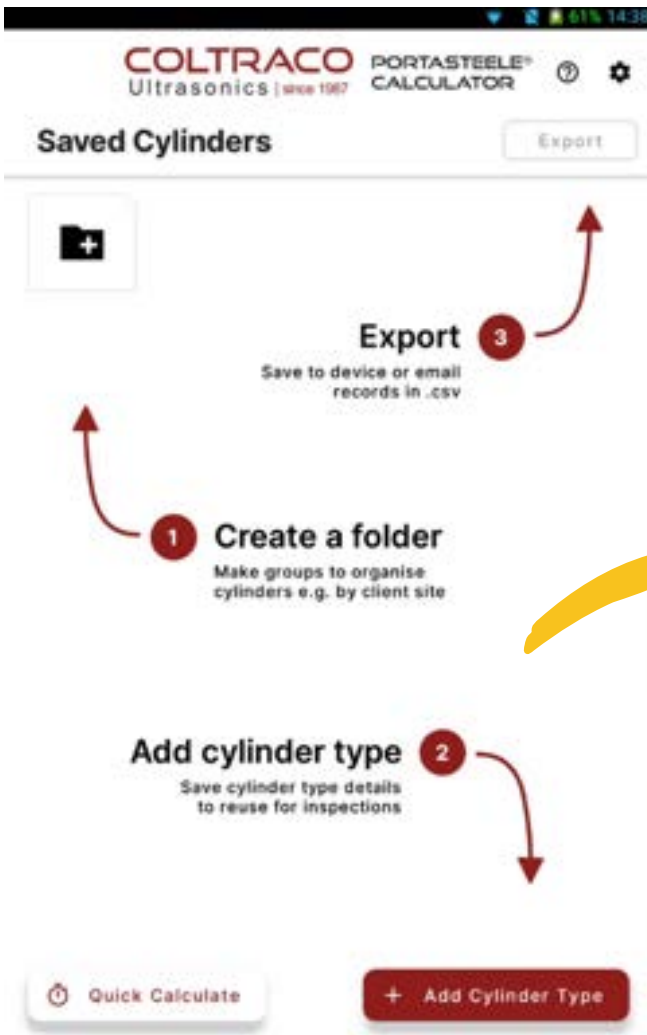 61% 14:38
COLTRACO PORTASTEELE®
Ultrasonics | since 1987 CALCULATOR
Saved Cylinders Export
Export 3
Save to device or email
records in .csv
1 Create a folder
Make groups to organise
cylinders e.g. by client site
Add cylinder type 2
Save cylinder type details
to reuse for inspections
Quick Calculate + Add Cylinder Type